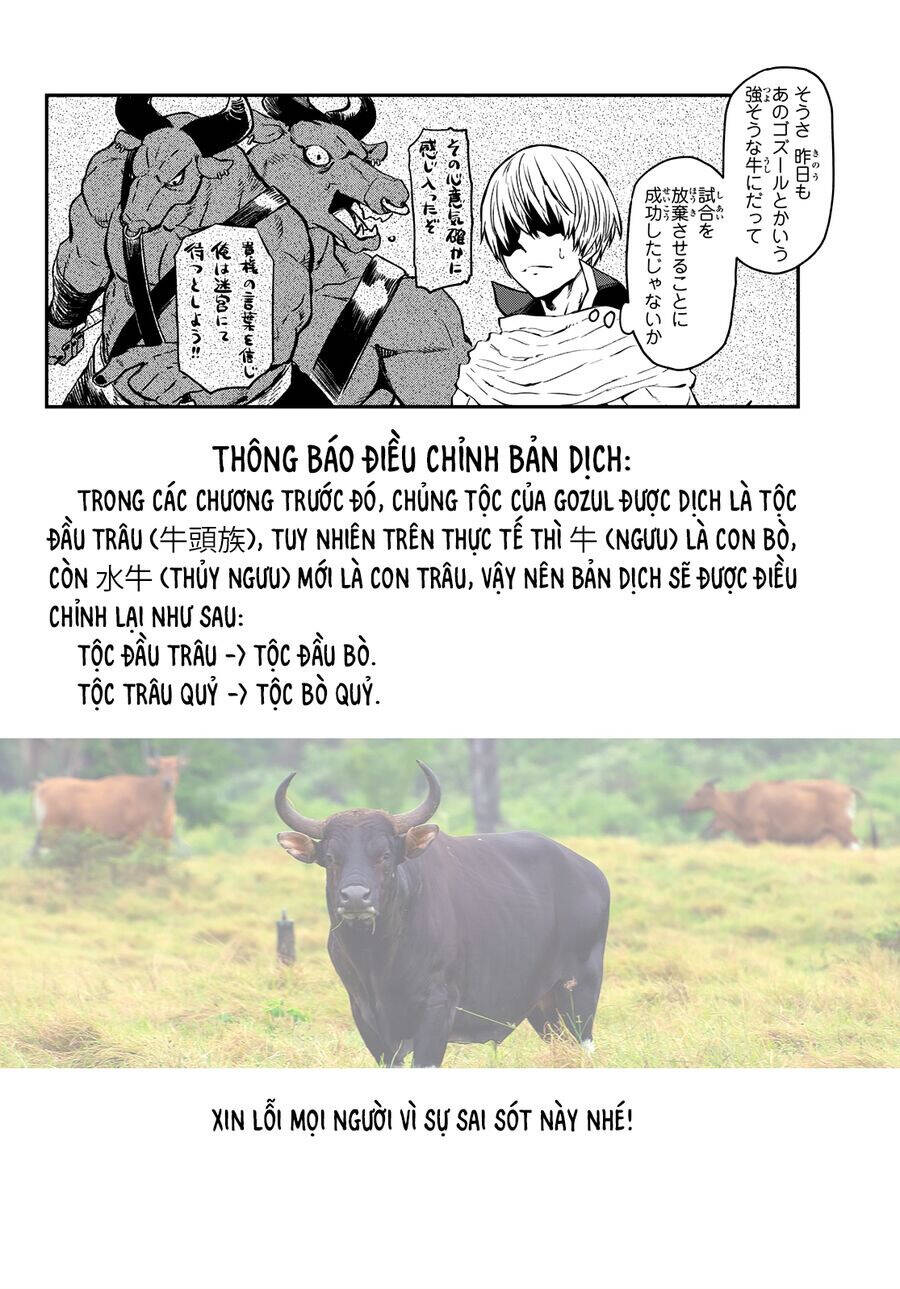 そうさ 昨日も
あのゴズールとかいう
強そうな牛にだって
試合を
放棄させることに
成功したじゃないか
その心意気確かに
感じ入ったぞ
貴様の言葉を信じ
俺は迷宮にて
待つとしよう!!
THÔNG BÁO ĐIỀU CHỈNH BẢN DỊCH:
TRONG CÁC CHƯƠNG TRƯỚC ĐÓ, CHỦNG TỘC CỦA GOZUL ĐƯỢC DỊCH LÀ TỘC
ĐẦU TRÂU (牛頭族), TUY NHIÊN TRÊN THỰC TẾ THÌ 牛 (NGƯU) LÀ CON BÒ,
CÒN 水牛 (THỦY NGƯU) MỚI LÀ CON TRÂU, VẬY NÊN BẢN DỊCH SẼ ĐƯỢC ĐIỀU
CHỈNH LẠI NHƯ SAU:
TỘC ĐẦU TRÂU -> TỘC ĐẦU BÒ.
TỘC TRÂU QUỶ -> TỘC BÒ QUỶ.
XIN LỖI MỌI NGƯỜI VÌ SỰ SAI SÓT NÀY NHÉ!